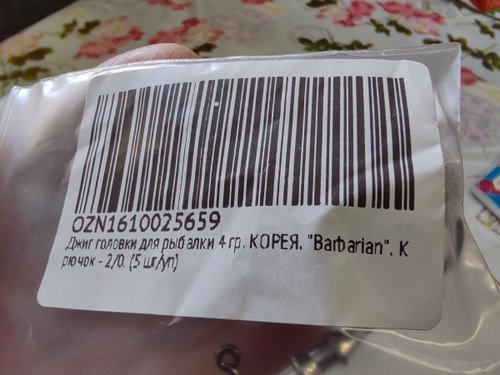 OZN1610025659
Джиг головки для рыбалки 4 гр. КОРЕЯ. "Barbarian". К
рючок - 2/0. (5 шт/уп)